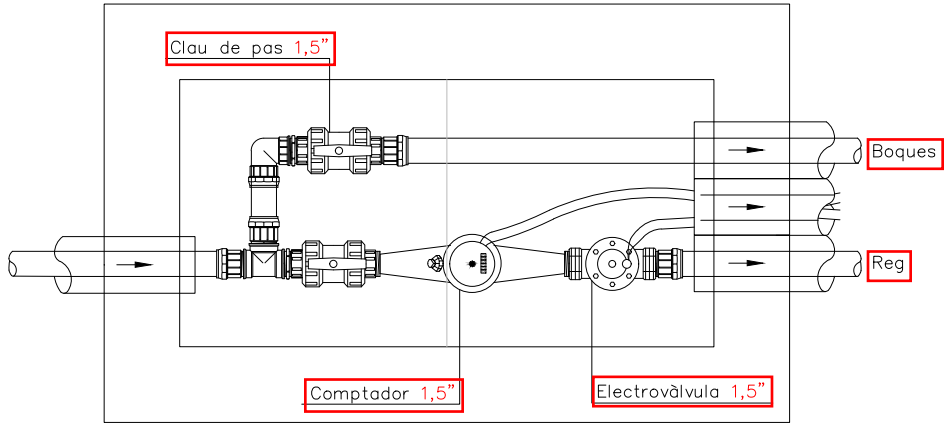 Clau de pas 1,5”
Boques
Reg
Comptador 1,5”
Electrovàlvula 1,5”